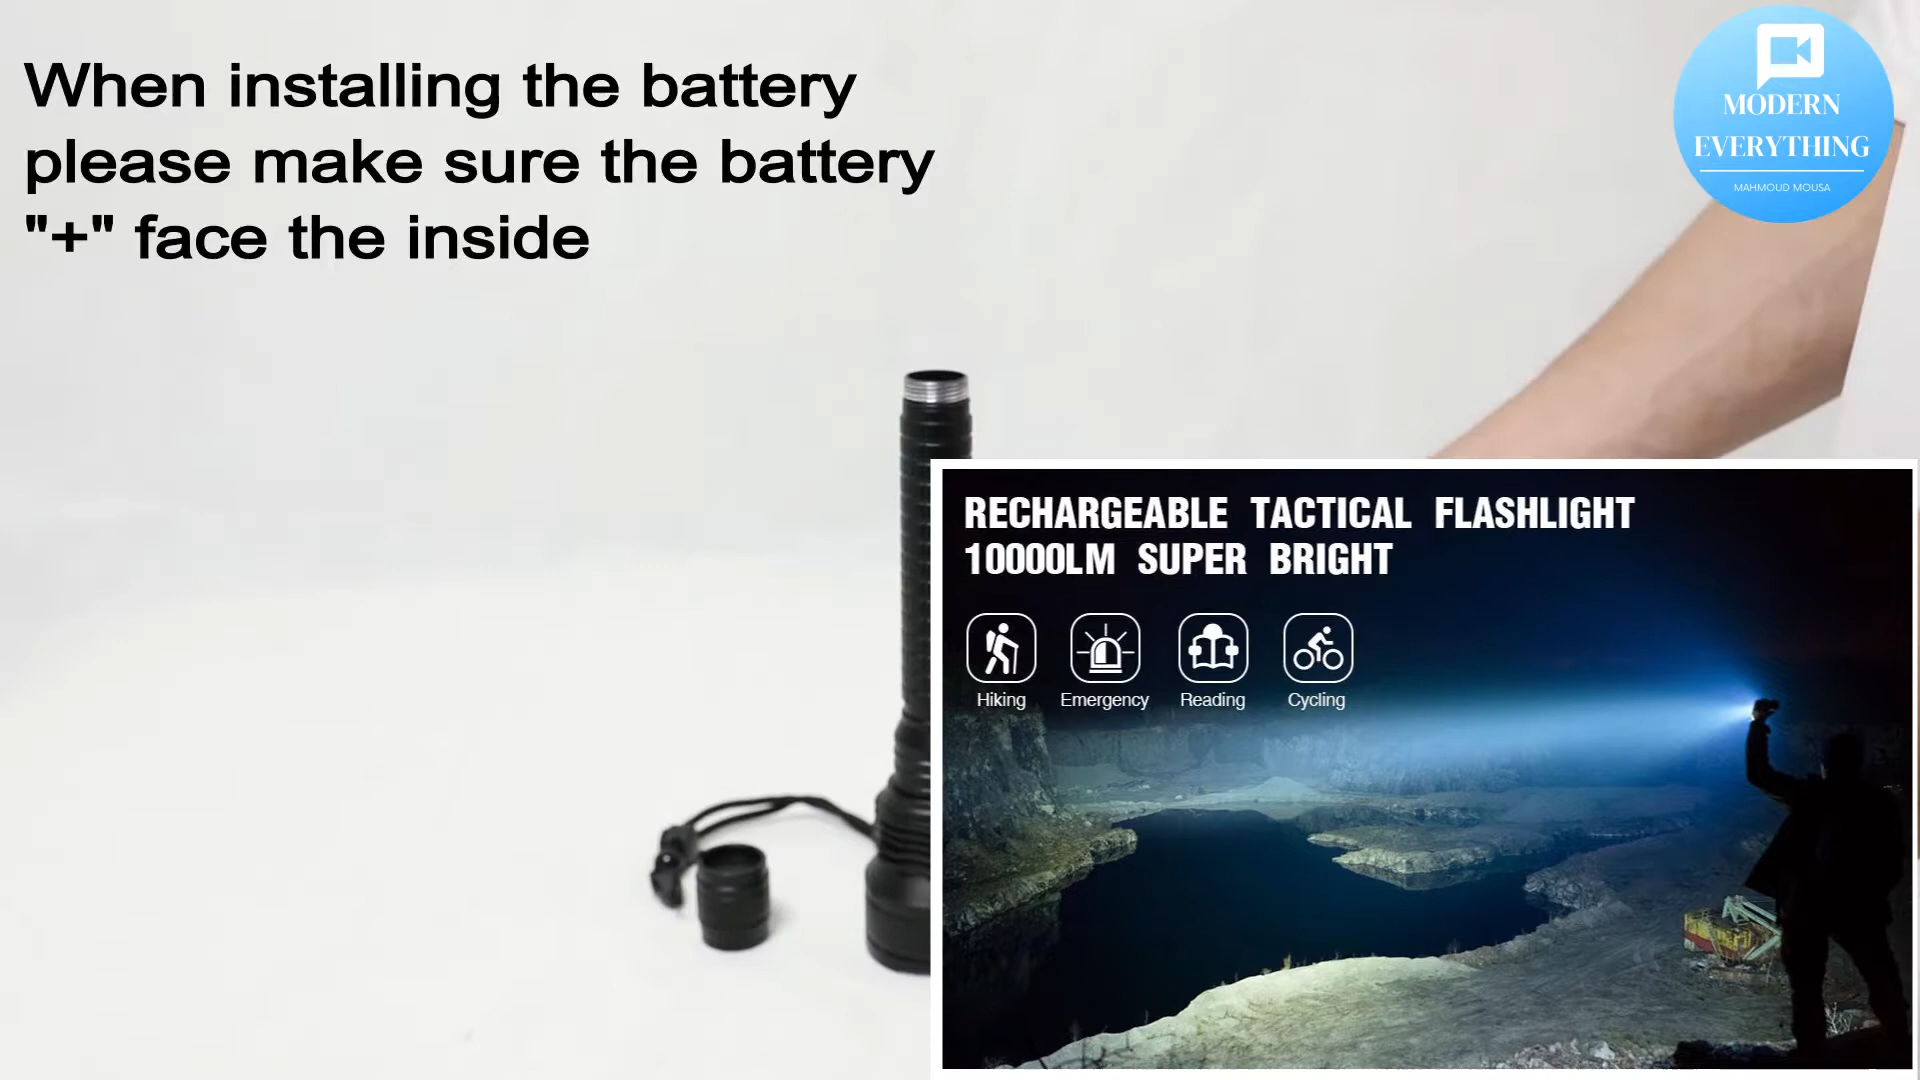 When installing the battery
please make sure the battery
"+" face the inside
MODERN
EVERYTHING
MAHMOUD MOUSA
RECHARGEABLE TACTICAL FLASHLIGHT
10000LM SUPER BRIGHT
Hiking
Emergency
Reading
Cycling